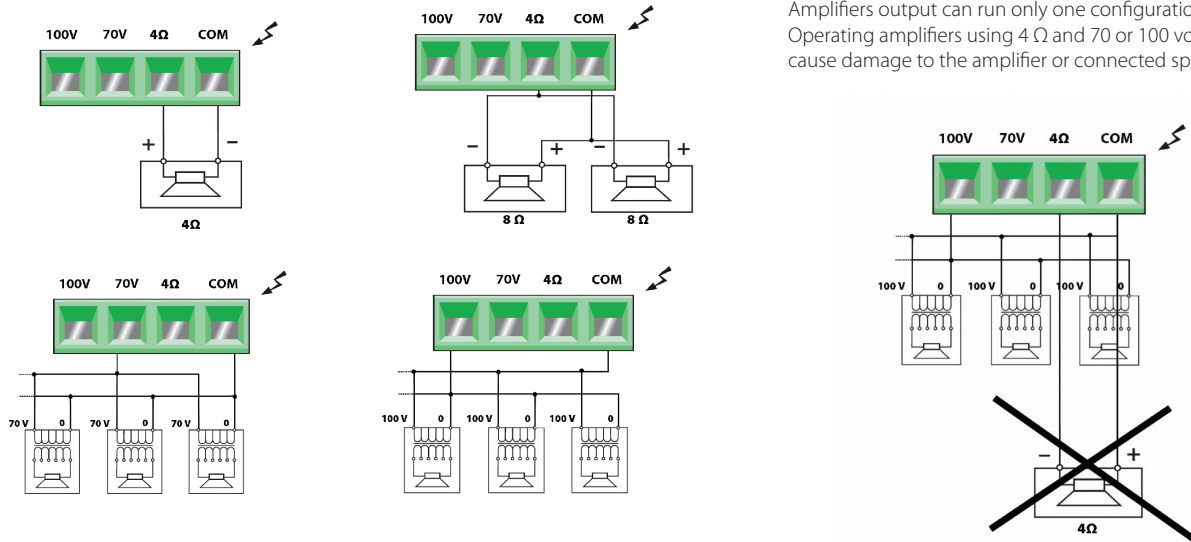 100V 70V 4Ω COM
+ −
4Ω
100V 70V 4Ω COM
− + − +
8 Ω 8 Ω
Amplifiers output can run only one
Operating amplifiers using 4 Ω and 70 or 100
cause damage to the amplifier or connected
100V 70V 4Ω COM
100 V 0 100 V 0 100 V 0
− +
4Ω
100V 70V 4Ω COM
70 V 0 70 V 0 70 V 0
100V 70V 4Ω COM
100 V 0 100 V 0 100 V 0